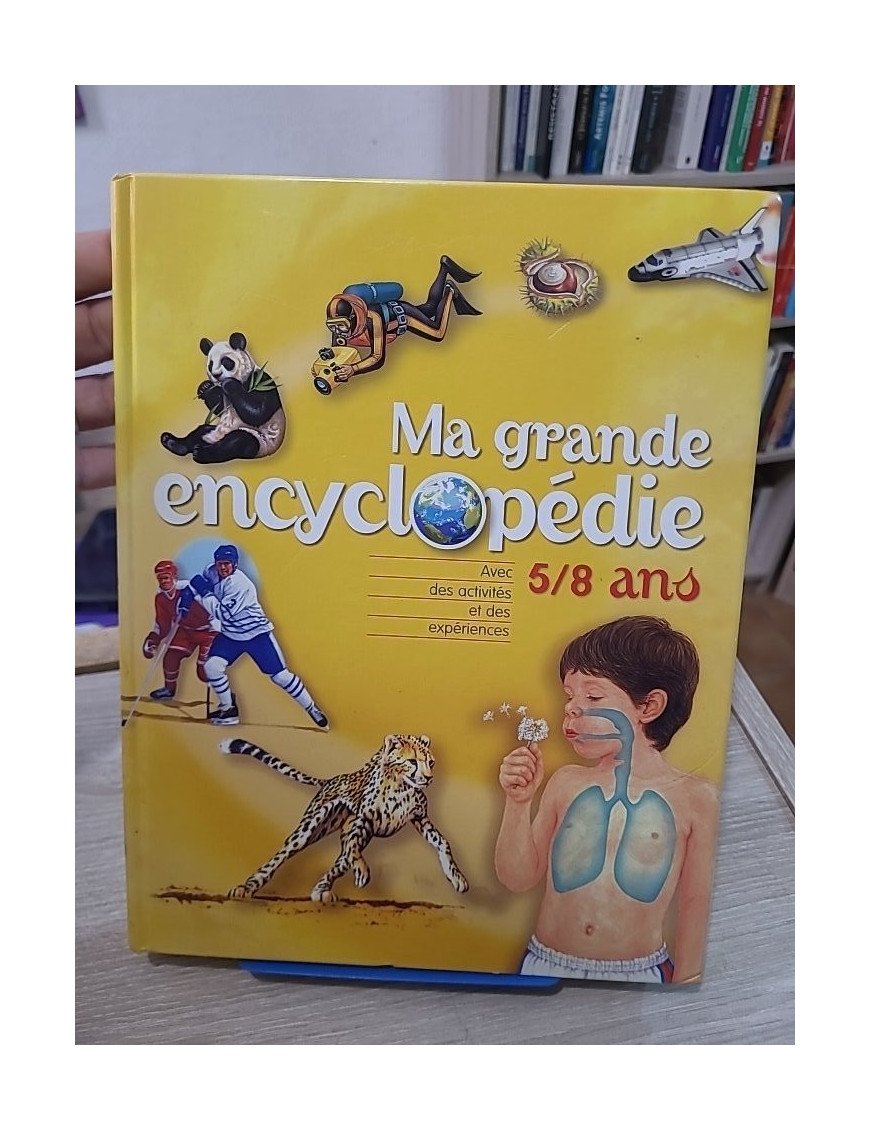 Ma grande
encyclopédie
5/8 ans
Avec
des activités
et des
expériences